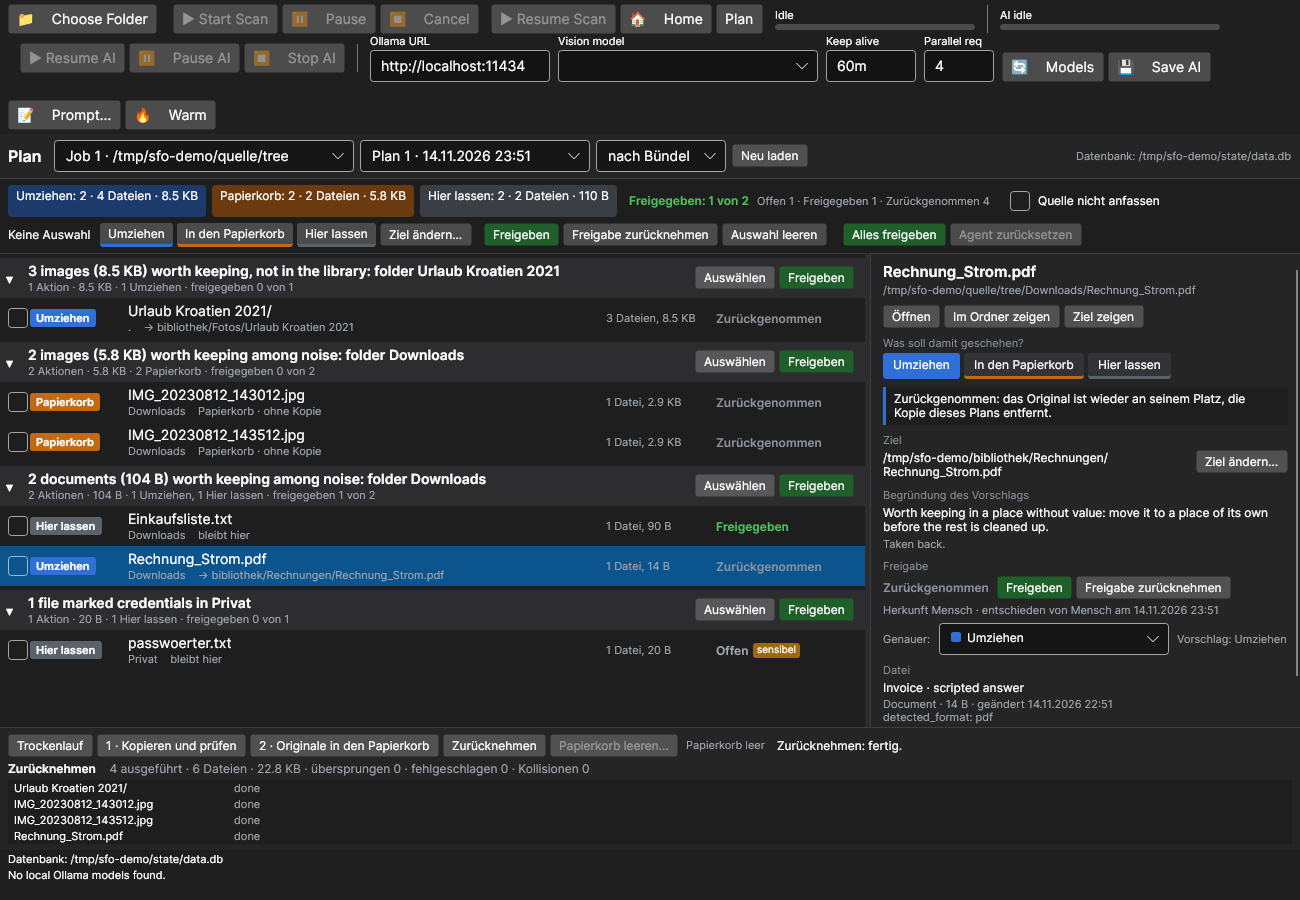 Choose Folder Start Scan Pause Cancel Resume Scan Home Plan Idle AI idle
Resume AI Pause AI Stop AI Ollama URL http://localhost:11434 Vision model Keep alive 60m Parallel req 4 Models Save AI
Prompt... Warm
Plan Job 1 · /tmp/sfo-demo/quelle/tree Plan 1 · 14.11.2026 23:51 nach Bündel Neu laden Datenbank: /tmp/sfo-demo/state/data.db
Umziehen: 2 · 4 Dateien · 8.5 KB Papierkorb: 2 · 2 Dateien · 5.8 KB Hier lassen: 2 · 2 Dateien · 110 B Freigegeben: 1 von 2 Offen 1 · Freigegeben 1 · Zurückgenommen 4 Quelle nicht anfassen
Keine Auswahl Umziehen In den Papierkorb Hier lassen Ziel ändern... Freigeben Freigabe zurücknehmen Auswahl leeren Alles freigeben Agent zurücksetzen
3 images (8.5 KB) worth keeping, not in the library: folder Urlaub Kroatien 2021
1 Aktion · 8.5 KB · 1 Umziehen · freigegeben 0 von 1
Auswählen Freigeben
Umziehen Urlaub Kroatien 2021/ 3 Dateien, 8.5 KB Zurückgenommen
. → bibliothek/Fotos/Urlaub Kroatien 2021
2 images (5.8 KB) worth keeping among noise: folder Downloads
2 Aktionen · 5.8 KB · 2 Papierkorb · freigegeben 0 von 2
Auswählen Freigeben
Papierkorb IMG_20230812_143012.jpg 1 Datei, 2.9 KB Zurückgenommen
Downloads Papierkorb · ohne Kopie
Papierkorb IMG_20230812_143512.jpg 1 Datei, 2.9 KB Zurückgenommen
Downloads Papierkorb · ohne Kopie
2 documents (104 B) worth keeping among noise: folder Downloads
2 Aktionen · 104 B · 1 Umziehen, 1 Hier lassen · freigegeben 1 von 2
Auswählen Freigeben
Hier lassen Einkaufsliste.txt 1 Datei, 90 B Freigegeben
Downloads bleibt hier
Umziehen Rechnung_Strom.pdf 1 Datei, 14 B Zurückgenommen
Downloads → bibliothek/Rechnungen/Rechnung_Strom.pdf
1 file marked credentials in Privat
1 Aktion · 20 B · 1 Hier lassen · freigegeben 0 von 1
Auswählen Freigeben
Hier lassen passwoerter.txt 1 Datei, 20 B Offen sensibel
Privat bleibt hier
Rechnung_Strom.pdf
/tmp/sfo-demo/quelle/tree/Downloads/Rechnung_Strom.pdf
Öffnen Im Ordner zeigen Ziel zeigen
Was soll damit geschehen?
Umziehen In den Papierkorb Hier lassen
Zurückgenommen: das Original ist wieder an seinem Platz, die
Kopie dieses Plans entfernt.
Ziel
/tmp/sfo-demo/bibliothek/Rechnungen/
Rechnung_Strom.pdf
Ziel ändern...
Begründung des Vorschlags
Worth keeping in a place without value: move it to a place of its own
before the rest is cleaned up.
Taken back.
Freigabe
Zurückgenommen Freigeben Freigabe zurücknehmen
Herkunft Mensch · entschieden von Mensch am 14.11.2026 23:51
Genauer: Umziehen Vorschlag: Umziehen
Datei
Invoice · scripted answer
Document · 14 B · geändert 14.11.2026 22:51
detected_format: pdf
Trockenlauf 1 · Kopieren und prüfen 2 · Originale in den Papierkorb Zurücknehmen Papierkorb leeren... Papierkorb leer Zurücknehmen: fertig.
Zurücknehmen 4 ausgeführt · 6 Dateien · 22.8 KB · übersprungen 0 · fehlgeschlagen 0 · Kollisionen 0
Urlaub Kroatien 2021/ done
IMG_20230812_143012.jpg done
IMG_20230812_143512.jpg done
Rechnung_Strom.pdf done
Datenbank: /tmp/sfo-demo/state/data.db
No local Ollama models found.